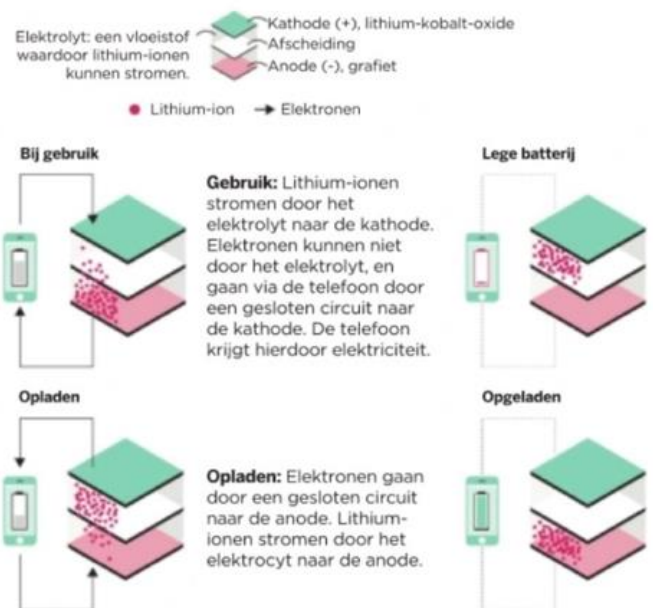 Elektrolyt: een vloeistof
waardoor lithium-ionen
kunnen stromen.
Kathode (+), lithium-kobalt-oxide
Afscheiding
Anode (-), grafiet
Lithium-ion
Elektronen
Bij gebruik
Gebruik: Lithium-ionen
stromen door het
elektrolyt naar de kathode.
Elektronen kunnen niet
door het elektrolyt, en
gaan via de telefoon door
een gesloten circuit naar
de kathode. De telefoon
krijgt hierdoor elektriciteit.
Lege batterij
Opladen
Opladen: Elektronen gaan
door een gesloten circuit
naar de anode. Lithium-
ionen stromen door het
elektrocyt naar de anode.
Opgeladen